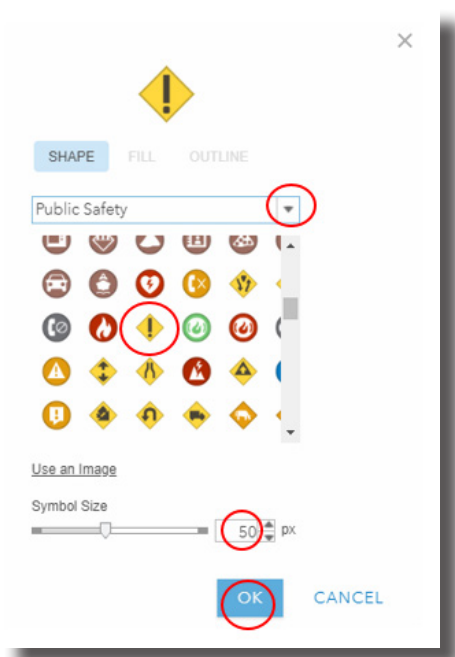 SHAPE FILL OUTLINE
Public Safety
Use an Image
Symbol Size
50 px
OK CANCEL